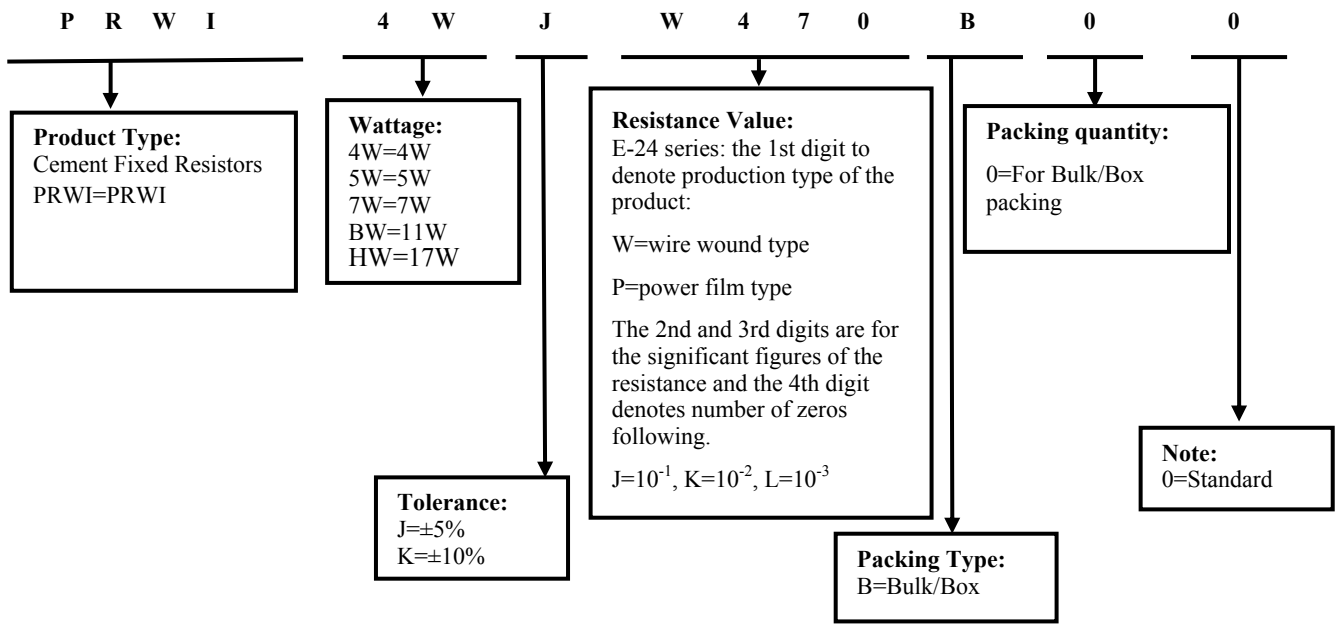 P R W I 4 W J W 4 7 0 B 0 0
Product Type:
Cement Fixed Resistors
PRWI=PRWI
Wattage:
4W=4W
5W=5W
7W=7W
BW=11W
HW=17W
Resistance Value:
E-24 series: the 1st digit to
denote production type of the
product:
W=wire wound type
P=power film type
The 2nd and 3rd digits are for
the significant figures of the
resistance and the 4th digit
denotes number of zeros
following.
J=10⁻¹, K=10⁻², L=10⁻³
Packing quantity:
0=For Bulk/Box
packing
Tolerance:
J=±5%
K=±10%
Packing Type:
B=Bulk/Box
Note:
0=Standard